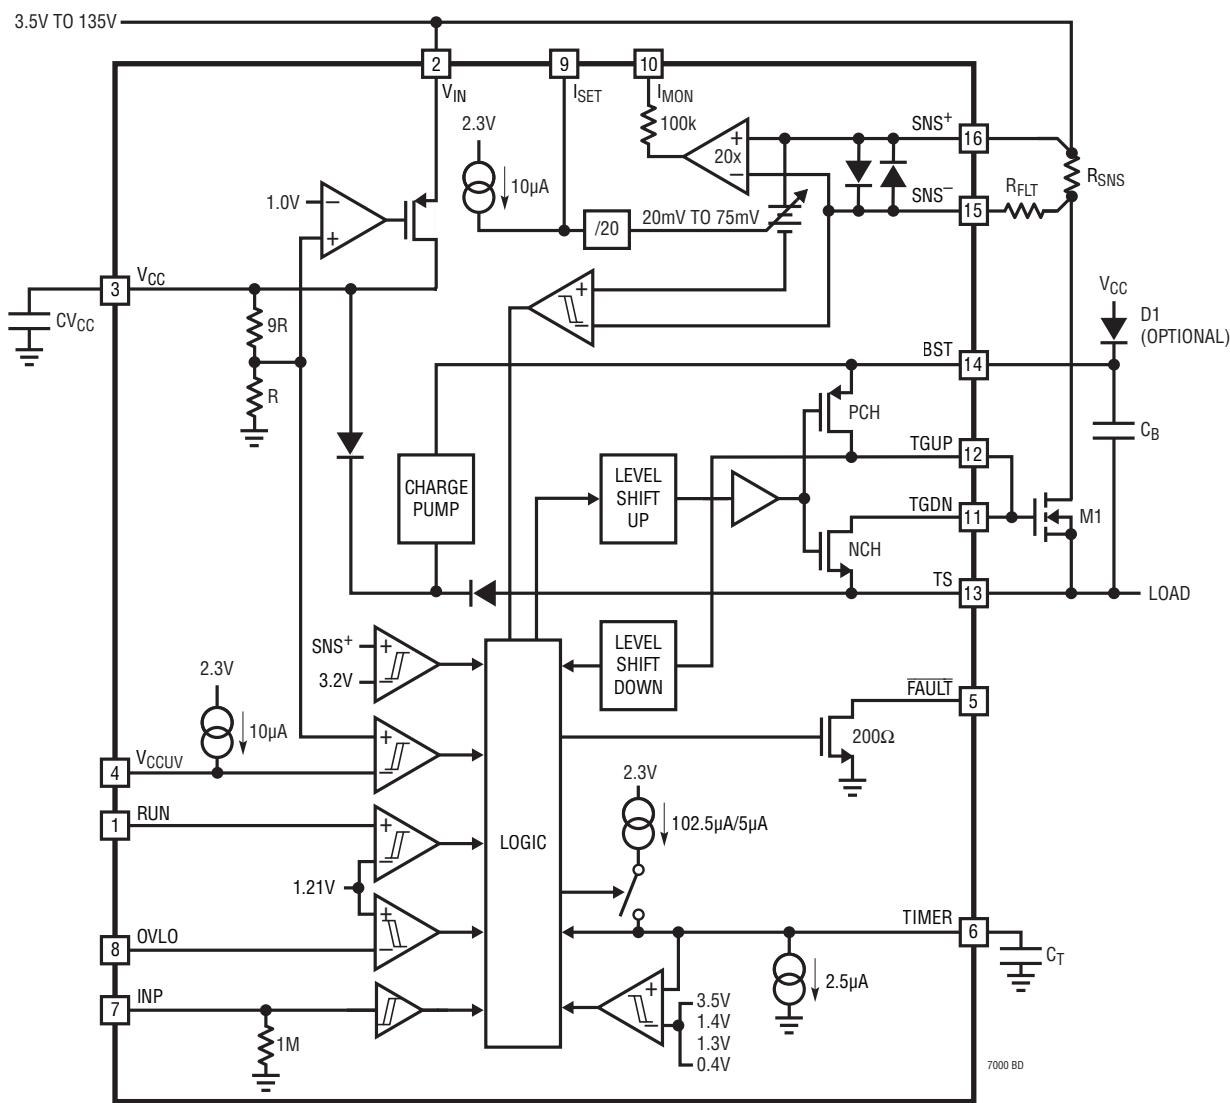 3.5V TO 135V
2
9
10
VIN
ISET
IMON
100k
2.3V
10µA
20x
+
–
SNS+
16
RSNS
SNS–
15
RFLT
1.0V
–
+
/20
20mV TO 75mV
VCC
3
CVCC
9R
R
+
–
VCC
D1
(OPTIONAL)
BST
14
PCH
CB
CHARGE
PUMP
LEVEL
SHIFT
UP
TGUP
12
TGDN
11
M1
NCH
TS
13
LOAD
SNS+
+
3.2V
–
LEVEL
SHIFT
DOWN
2.3V
10µA
FAULT
5
200Ω
VCCUV
4
+
–
2.3V
102.5µA/5µA
RUN
1
+
–
LOGIC
1.21V
+
–
OVLO
8
TIMER
6
CT
2.5µA
INP
7
1M
+
–
3.5V
1.4V
1.3V
0.4V
7000 BD